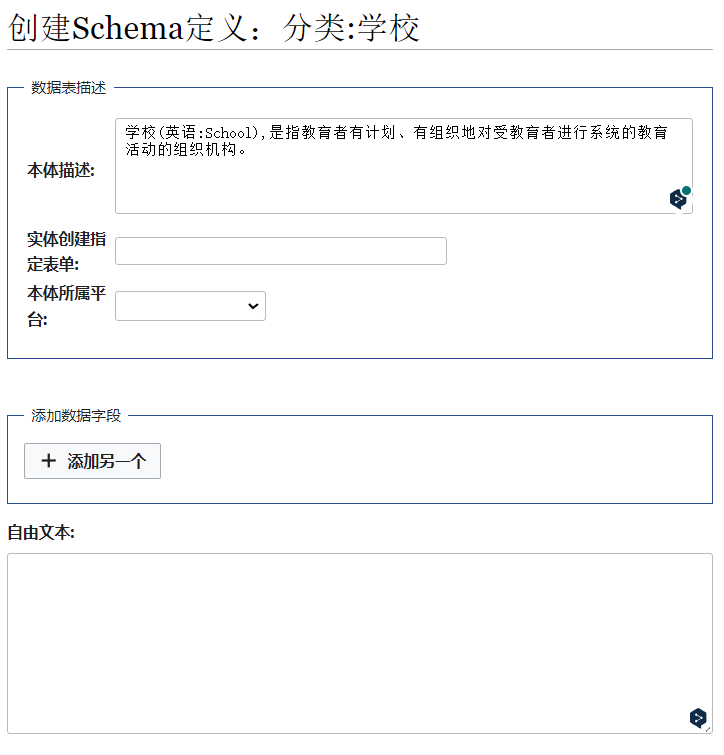 创建Schema定义：分类:学校
数据表描述
学校(英语:School),是指教育者有计划、有组织地对受教育者进行系统的教育
活动的组织机构。
本体描述:
实体创建指
定表单:
本体所属平
台:
添加数据字段
+ 添加另一个
自由文本: